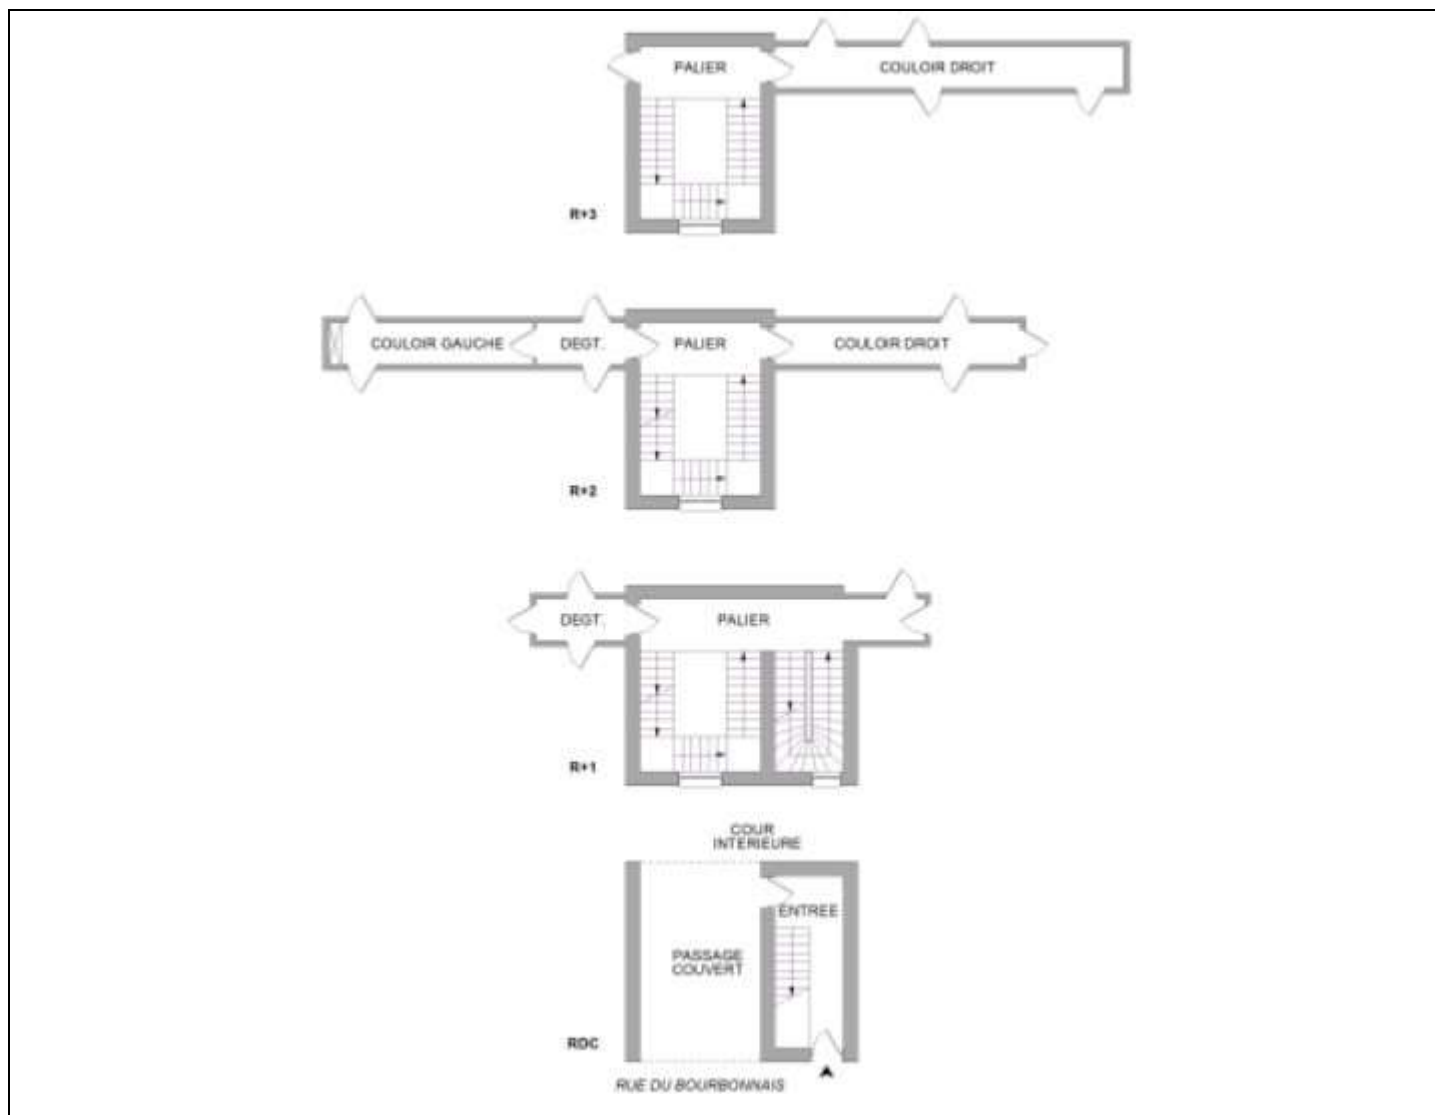 PALIER
COULOIR DROIT
R+3
COULOIR GAUCHE
DEGT.
PALIER
COULOIR DROIT
R+2
DEGT.
PALIER
R+1
COUR
INTERIEURE
ENTREE
PASSAGE
COUVERT
RDC
RUE DU BOURBONNAIS